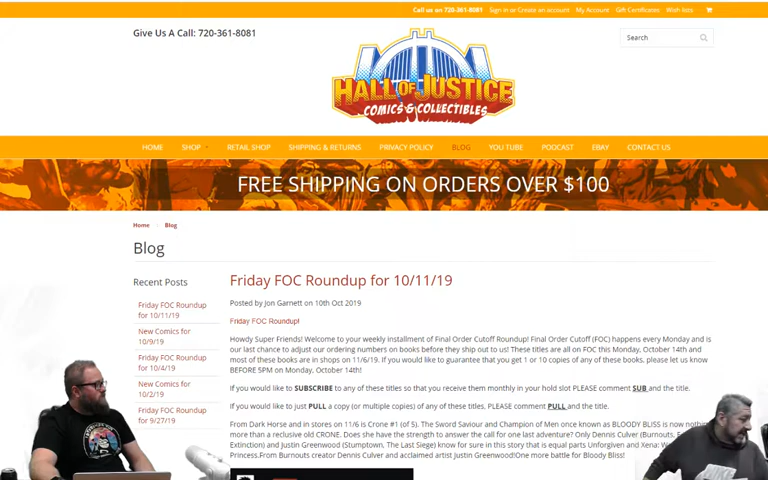 Call us on 720-361-8081 Sign in or Create an account My Account Gift Certificates Wish lists
Give Us A Call: 720-361-8081
Search
HALL OF JUSTICE
COMICS & COLLECTIBLES
HOME SHOP RETAIL SHOP SHIPPING & RETURNS PRIVACY POLICY BLOG YOU TUBE PODCAST EBAY CONTACT US
FREE SHIPPING ON ORDERS OVER $100
Home Blog
Blog
Recent Posts
Friday FOC Roundup for
10/11/19
New Comics for
10/9/19
Friday FOC Roundup for
10/4/19
New Comics for
10/2/19
Friday FOC Roundup for
9/27/19
Friday FOC Roundup for 10/11/19
Posted by Jon Garnett on 10th Oct 2019
Friday FOC Roundup!
Howdy Super Friends! Welcome to your weekly installment of Final Order Cutoff Roundup! Final Order Cutoff (FOC) happens every Monday and is
our last chance to adjust our ordering numbers on books before they ship out to us! These titles are all on FOC this Monday, October 14th and
most of these books are in shops on 11/6/19. If you would like to guarantee that you get 1 or 10 copies of any of these books, please let us know
BEFORE 5PM on Monday, October 14th!
If you would like to SUBSCRIBE to any of these titles so that you receive them monthly in your hold slot PLEASE comment SUB and the title.
If you would like to just PULL a copy (or multiple copies) of any of these titles, PLEASE comment PULL and the title.
From Dark Horse and in stores on 11/6 is Crone #1 (of 5). The Sword Saviour and Champion of Men once known as BLOODY BLISS is now nothing
more than a reclusive old CRONE. Does she have the strength to answer the call for one last adventure? Only Dennis Culver (Burnouts,
Extinction) and Justin Greenwood (Stumptown, The Last Siege) know for sure in this story that is equal parts Unforgiven and Xena:
Princess.From Burnouts creator Dennis Culver and acclaimed artist Justin Greenwood!One more battle for Bloody Bliss!